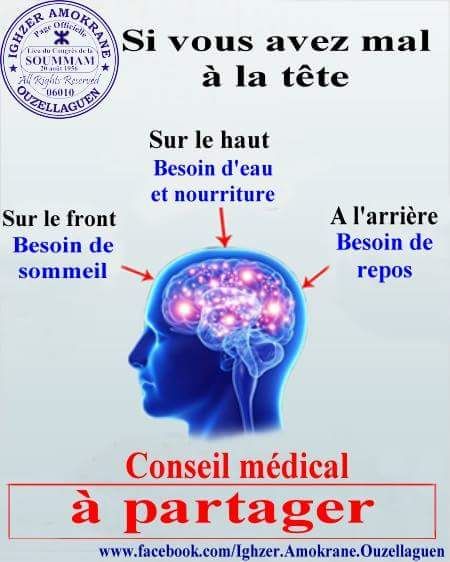 IGHZER AMOKRANE
Page Officielle
Lieu du Congrès de la
SOUMMAM
20 août 1956
All Rights Reserved
06010
OUZELLAGUEN
Si vous avez mal
à la tête
Sur le haut
Besoin d'eau
et nourriture
Sur le front
Besoin de
sommeil
A l'arrière
Besoin de
repos
Conseil médical
à partager
www.facebook.com/Ighzer.Amokrane.Ouzellaguen